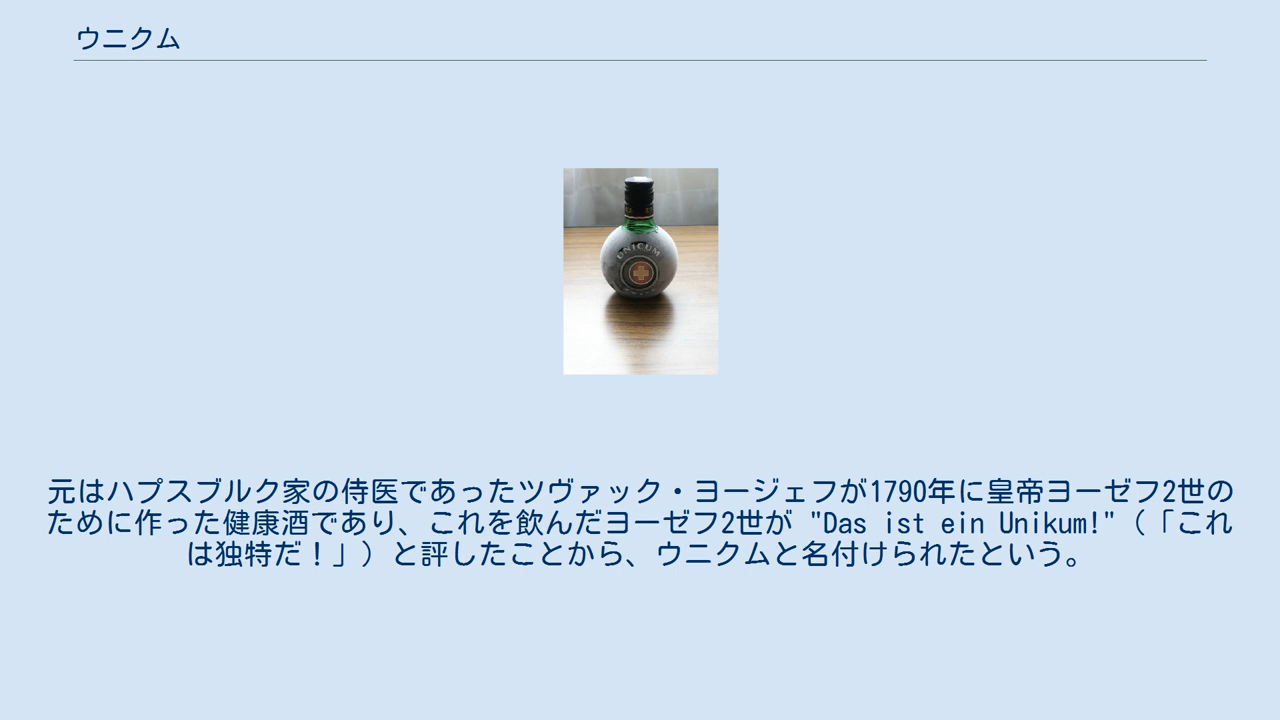 ウニクム
UNICUM
元はハプスブルク家の侍医であったツヴァック・ヨージェフが1790年に皇帝ヨーゼフ2世の
ために作った健康酒であり、これを飲んだヨーゼフ2世が "Das ist ein Unikum!"（「これ
は独特だ！」）と評したことから、ウニクムと名付けられたという。